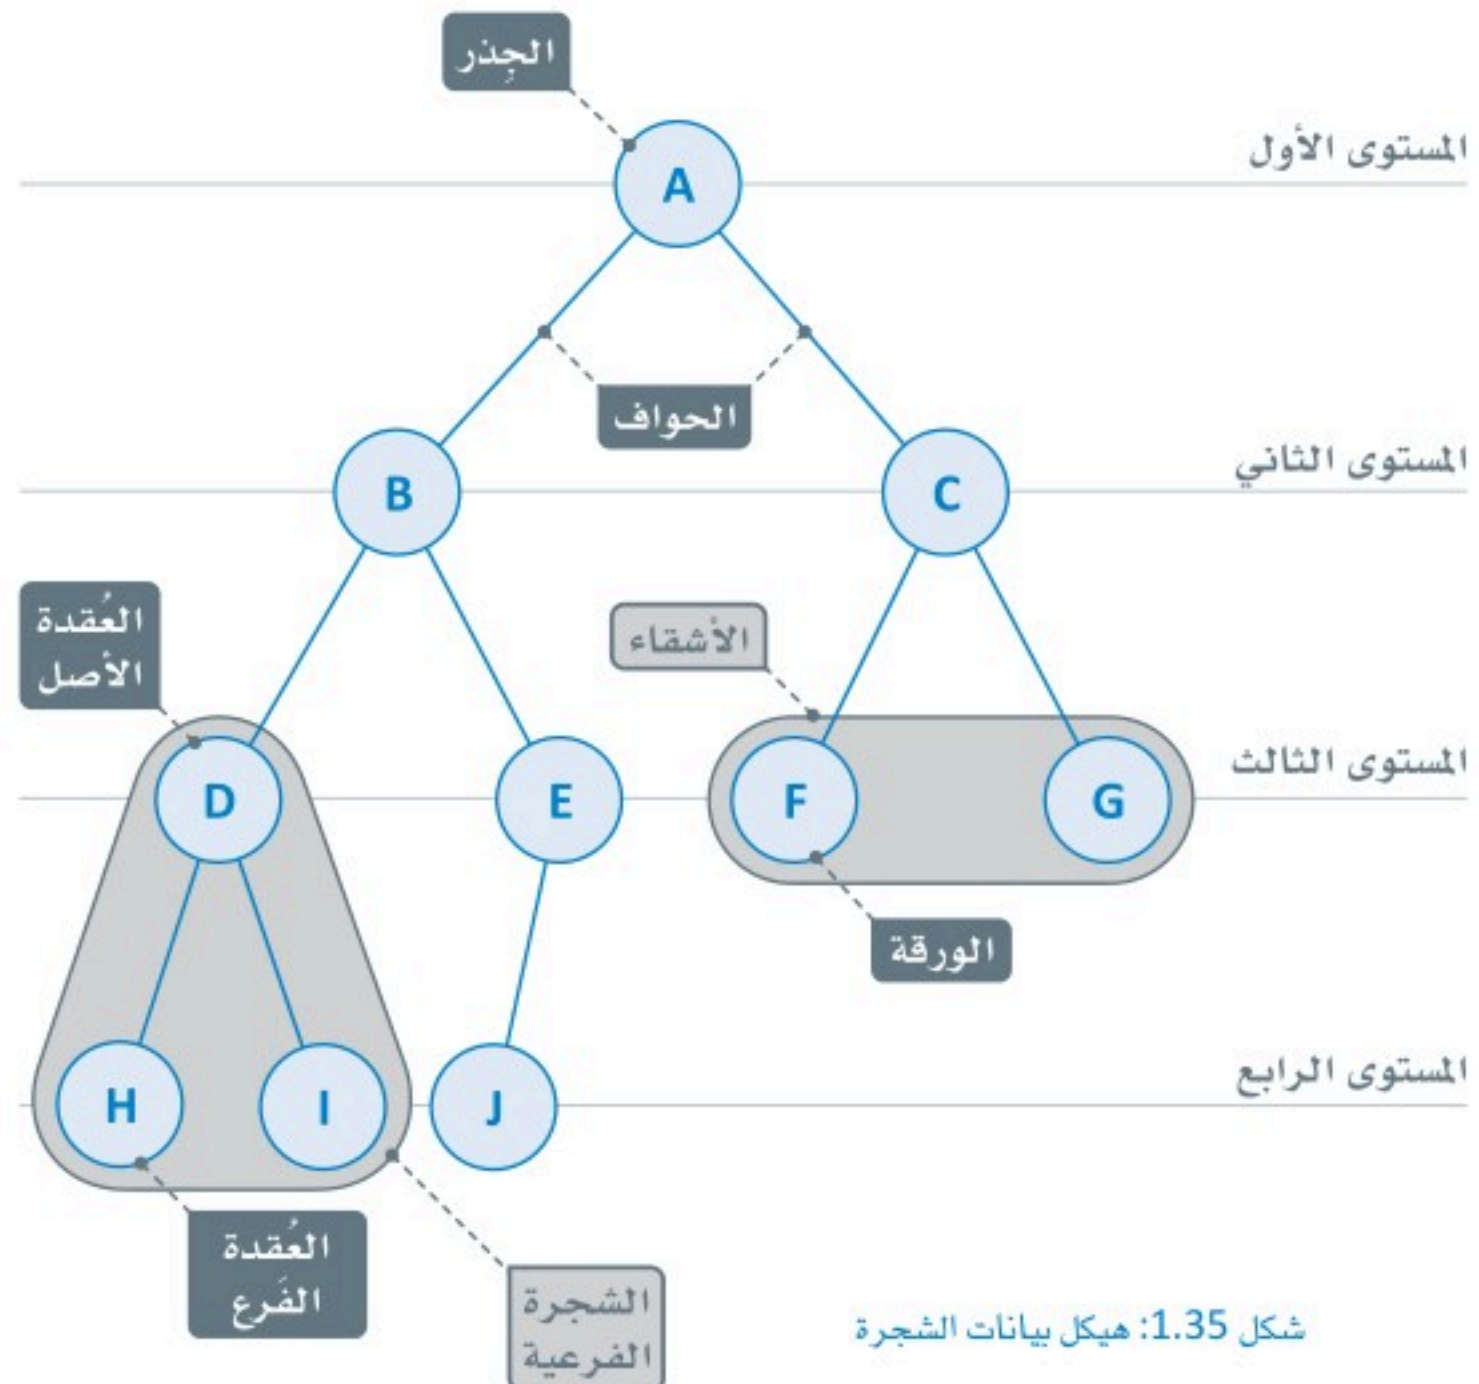 الجِذر
المستوى الأول
A
الحواف
المستوى الثاني
B
C
العُقدة
الأصل
الأشقاء
المستوى الثالث
D
E
F
G
الورقة
المستوى الرابع
H
I
J
العُقدة
الفَرع
الشجرة
الفرعية
شكل 1.35: هيكل بيانات الشجرة